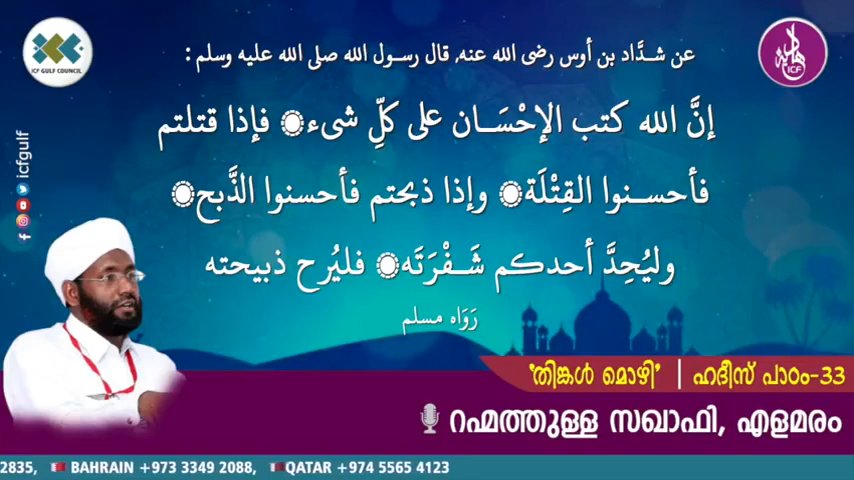 ICF GULF COUNCIL
هادية
ICF
عن شدَّاد بن أوس رضى الله عنه, قال رسول الله صلى الله عليه وسلم :
إنَّ الله كتب الإحْسَان على كلِّ شىء۞ فإذا قتلتم
فأحسنوا القِتْلَة۞ وإذا ذبحتم فأحسنوا الذَّبح۞
وليُحِدَّ أحدكم شَفْرَتَه۞ فليُرح ذبيحته
رَوَاه مسلم
icfgulf
'തിങ്കൾ മൊഴി' | ഹദീസ് പാഠം-33
റഹ്മത്തുള്ള സഖാഫി, എളമരം
2835, BAHRAIN +973 3349 2088, QATAR +974 5565 4123